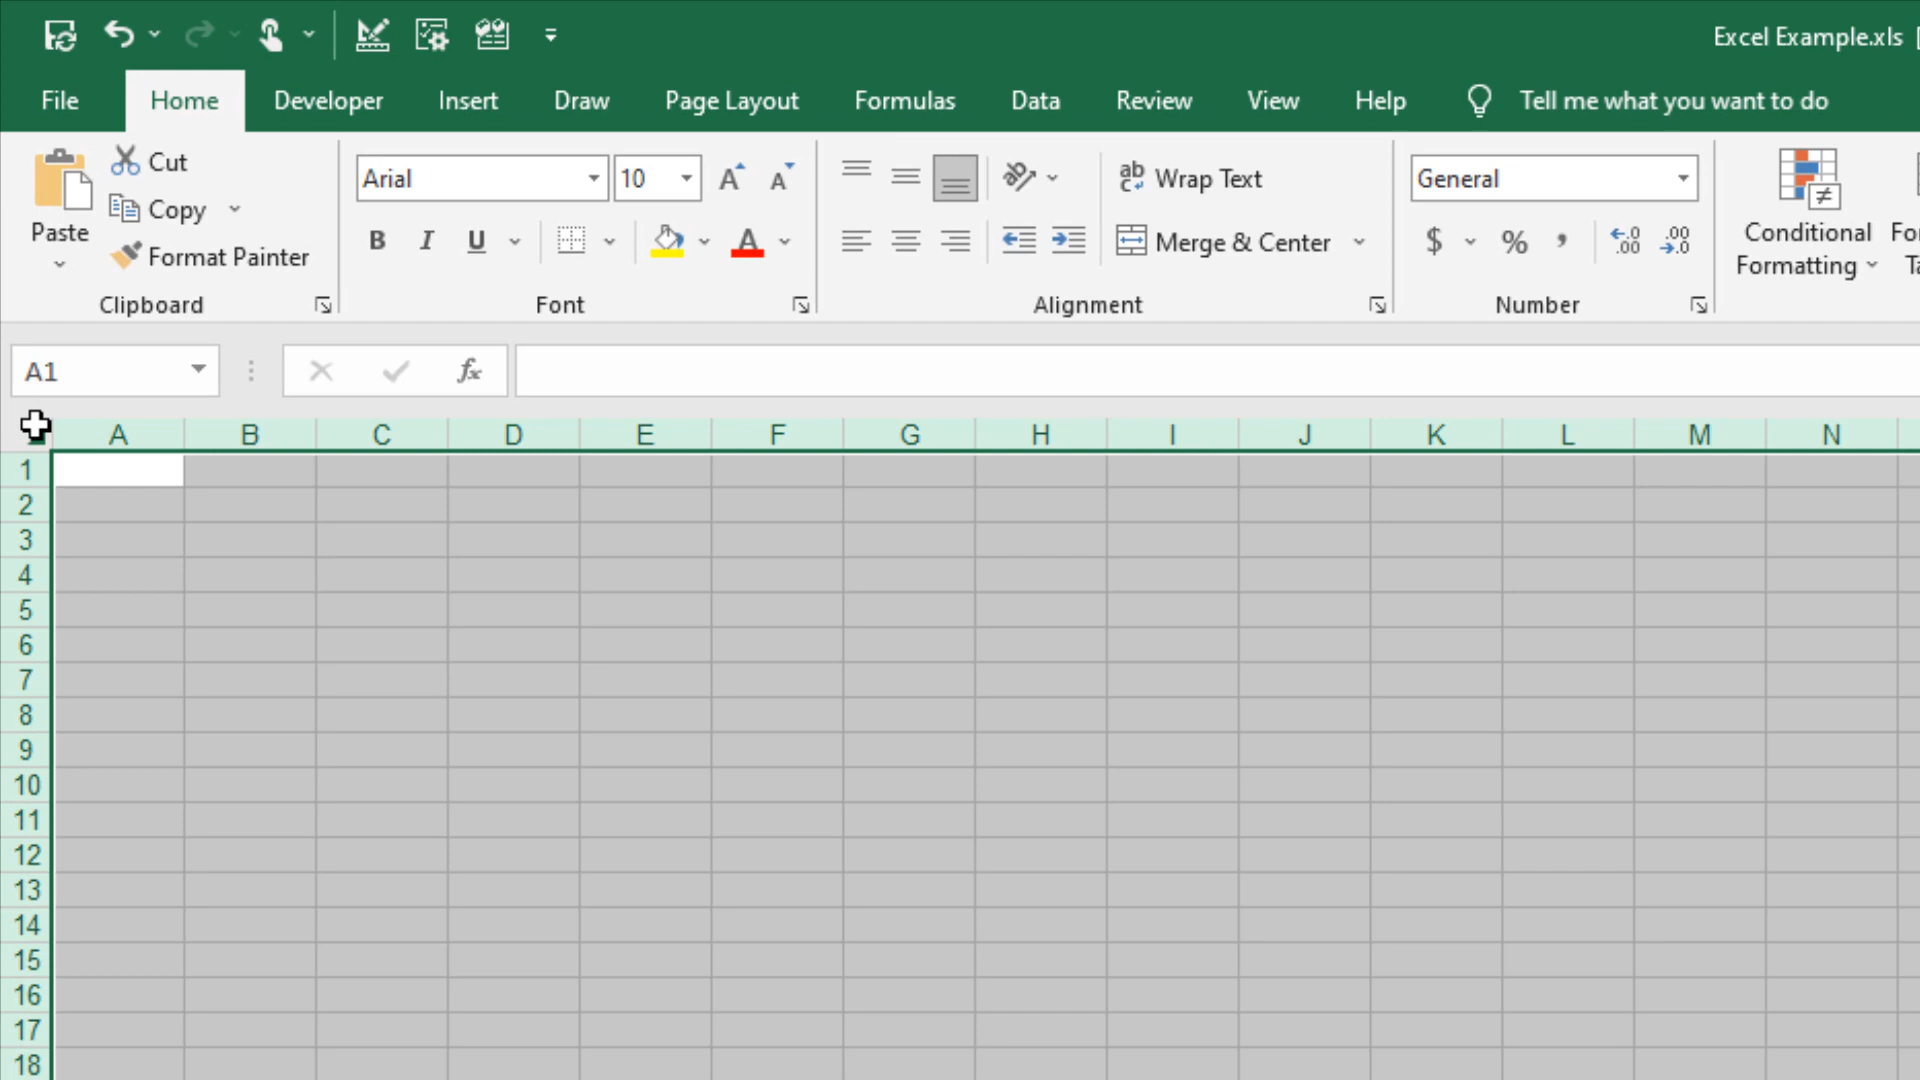 Excel Example.xls
File Home Developer Insert Draw Page Layout Formulas Data Review View Help Tell me what you want to do
Cut
Copy
Paste
Format Painter
Clipboard
Arial 10
B I U A
Font
ab Wrap Text
Merge & Center
Alignment
General
$ % ,
Number
Conditional
Formatting
A1 fx
A B C D E F G H I J K L M N
1
2
3
4
5
6
7
8
9
10
11
12
13
14
15
16
17
18